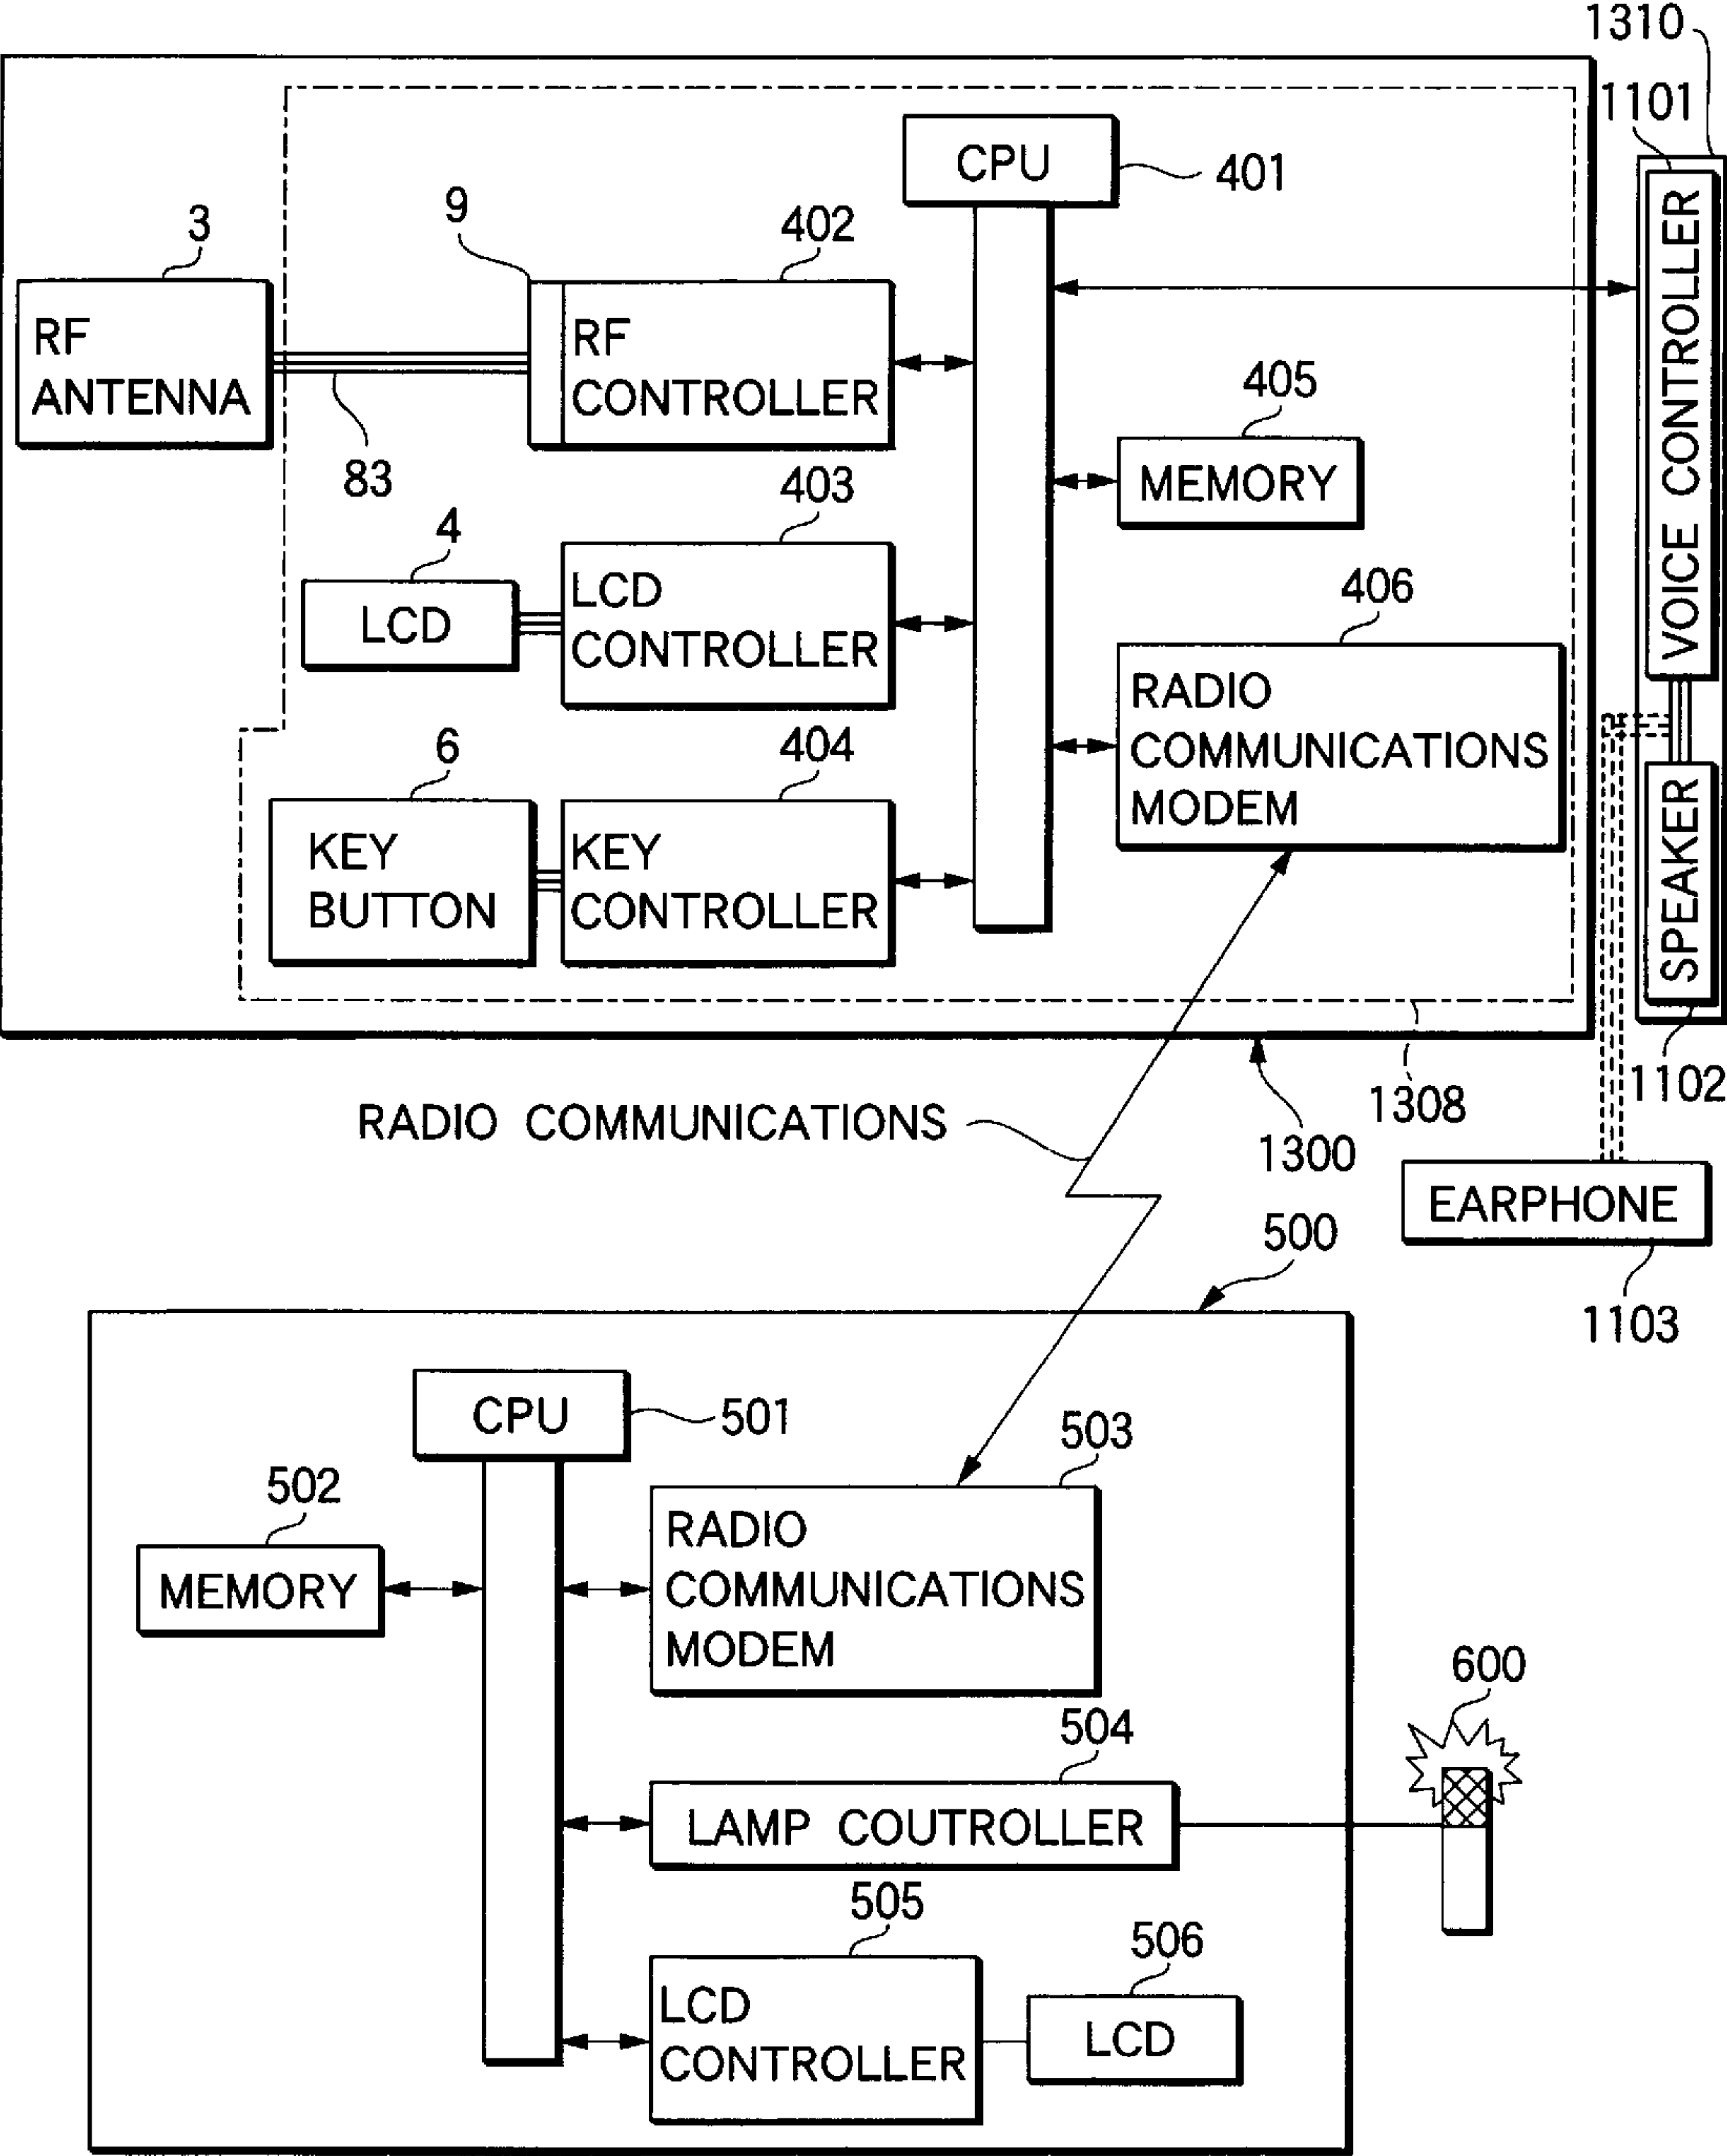 1310
1101
CPU
401
VOICE CONTROLLER
3
9
402
RF
ANTENNA
RF
CONTROLLER
83
405
MEMORY
403
4
LCD
LCD
CONTROLLER
406
RADIO
COMMUNICATIONS
MODEM
6
404
KEY
BUTTON
KEY
CONTROLLER
SPEAKER
1102
1308
RADIO COMMUNICATIONS
1300
EARPHONE
500
1103
CPU
501
503
502
MEMORY
RADIO
COMMUNICATIONS
MODEM
600
504
LAMP COUTROLLER
505
506
LCD
CONTROLLER
LCD